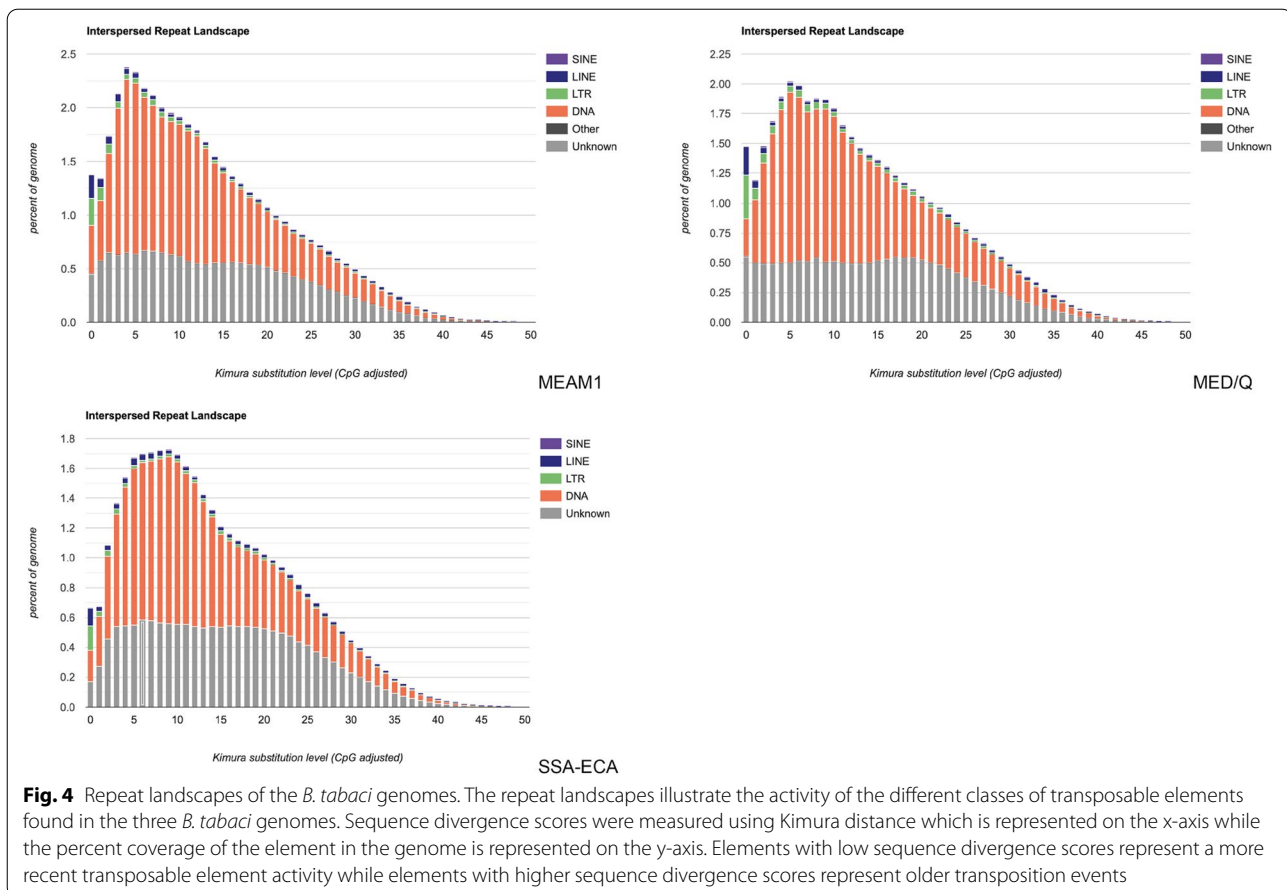 Interspersed Repeat Landscape
2.5
2.0
1.5
1.0
0.5
0.0
percent of genome
0 5 10 15 20 25 30 35 40 45 50
Kimura substitution level (CpG adjusted)
SINE
LINE
LTR
DNA
Other
Unknown
MEAM1
Interspersed Repeat Landscape
2.25
2.00
1.75
1.50
1.25
1.00
0.75
0.50
0.25
0.00
percent of genome
0 5 10 15 20 25 30 35 40 45 50
Kimura substitution level (CpG adjusted)
SINE
LINE
LTR
DNA
Other
Unknown
MED/Q
Interspersed Repeat Landscape
1.8
1.6
1.4
1.2
1.0
0.8
0.6
0.4
0.2
0.0
percent of genome
0 5 10 15 20 25 30 35 40 45 50
Kimura substitution level (CpG adjusted)
SINE
LINE
LTR
DNA
Unknown
SSA-ECA
Fig. 4 Repeat landscapes of the B. tabaci genomes. The repeat landscapes illustrate the activity of the different classes of transposable elements
found in the three B. tabaci genomes. Sequence divergence scores were measured using Kimura distance which is represented on the x-axis while
the percent coverage of the element in the genome is represented on the y-axis. Elements with low sequence divergence scores represent a more
recent transposable element activity while elements with higher sequence divergence scores represent older transposition events